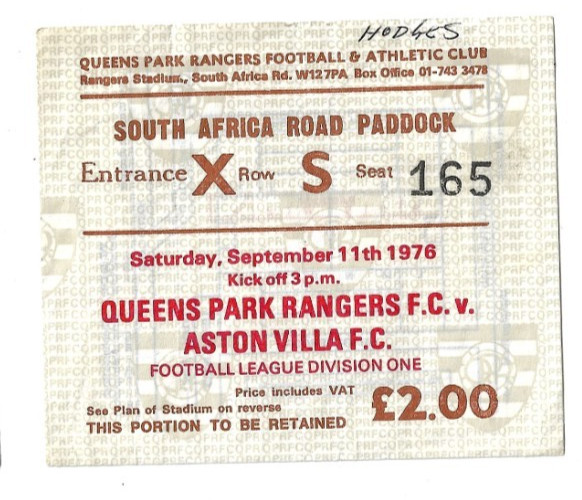 HODGES
QUEENS PARK RANGERS FOOTBALL & ATHLETIC CLUB
Rangers Stadium., South Africa Rd. W127PA Box Office 01-743 3478
SOUTH AFRICA ROAD PADDOCK
Entrance X Row S Seat 165
Saturday, September 11th 1976
Kick off 3 p.m.
QUEENS PARK RANGERS F.C. v.
ASTON VILLA F.C.
FOOTBALL LEAGUE DIVISION ONE
Price includes VAT
See Plan of Stadium on reverse £2.00
THIS PORTION TO BE RETAINED